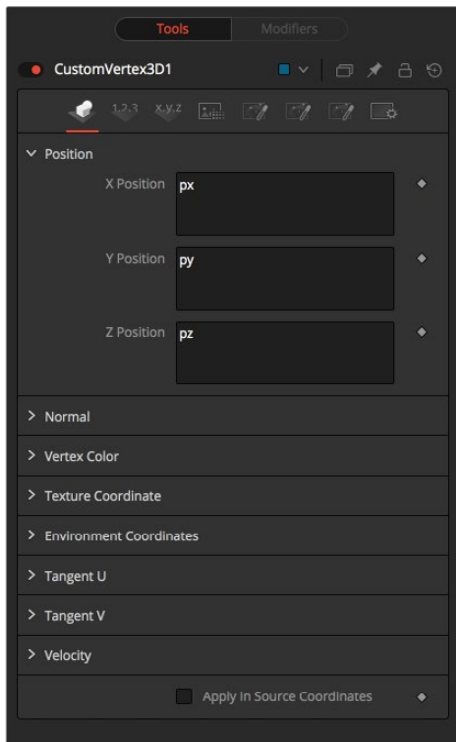 Tools Modifiers
CustomVertex3D1
1,2,3 x,y,z
Position
X Position px
Y Position py
Z Position pz
Normal
Vertex Color
Texture Coordinate
Environment Coordinates
Tangent U
Tangent V
Velocity
Apply in Source Coordinates